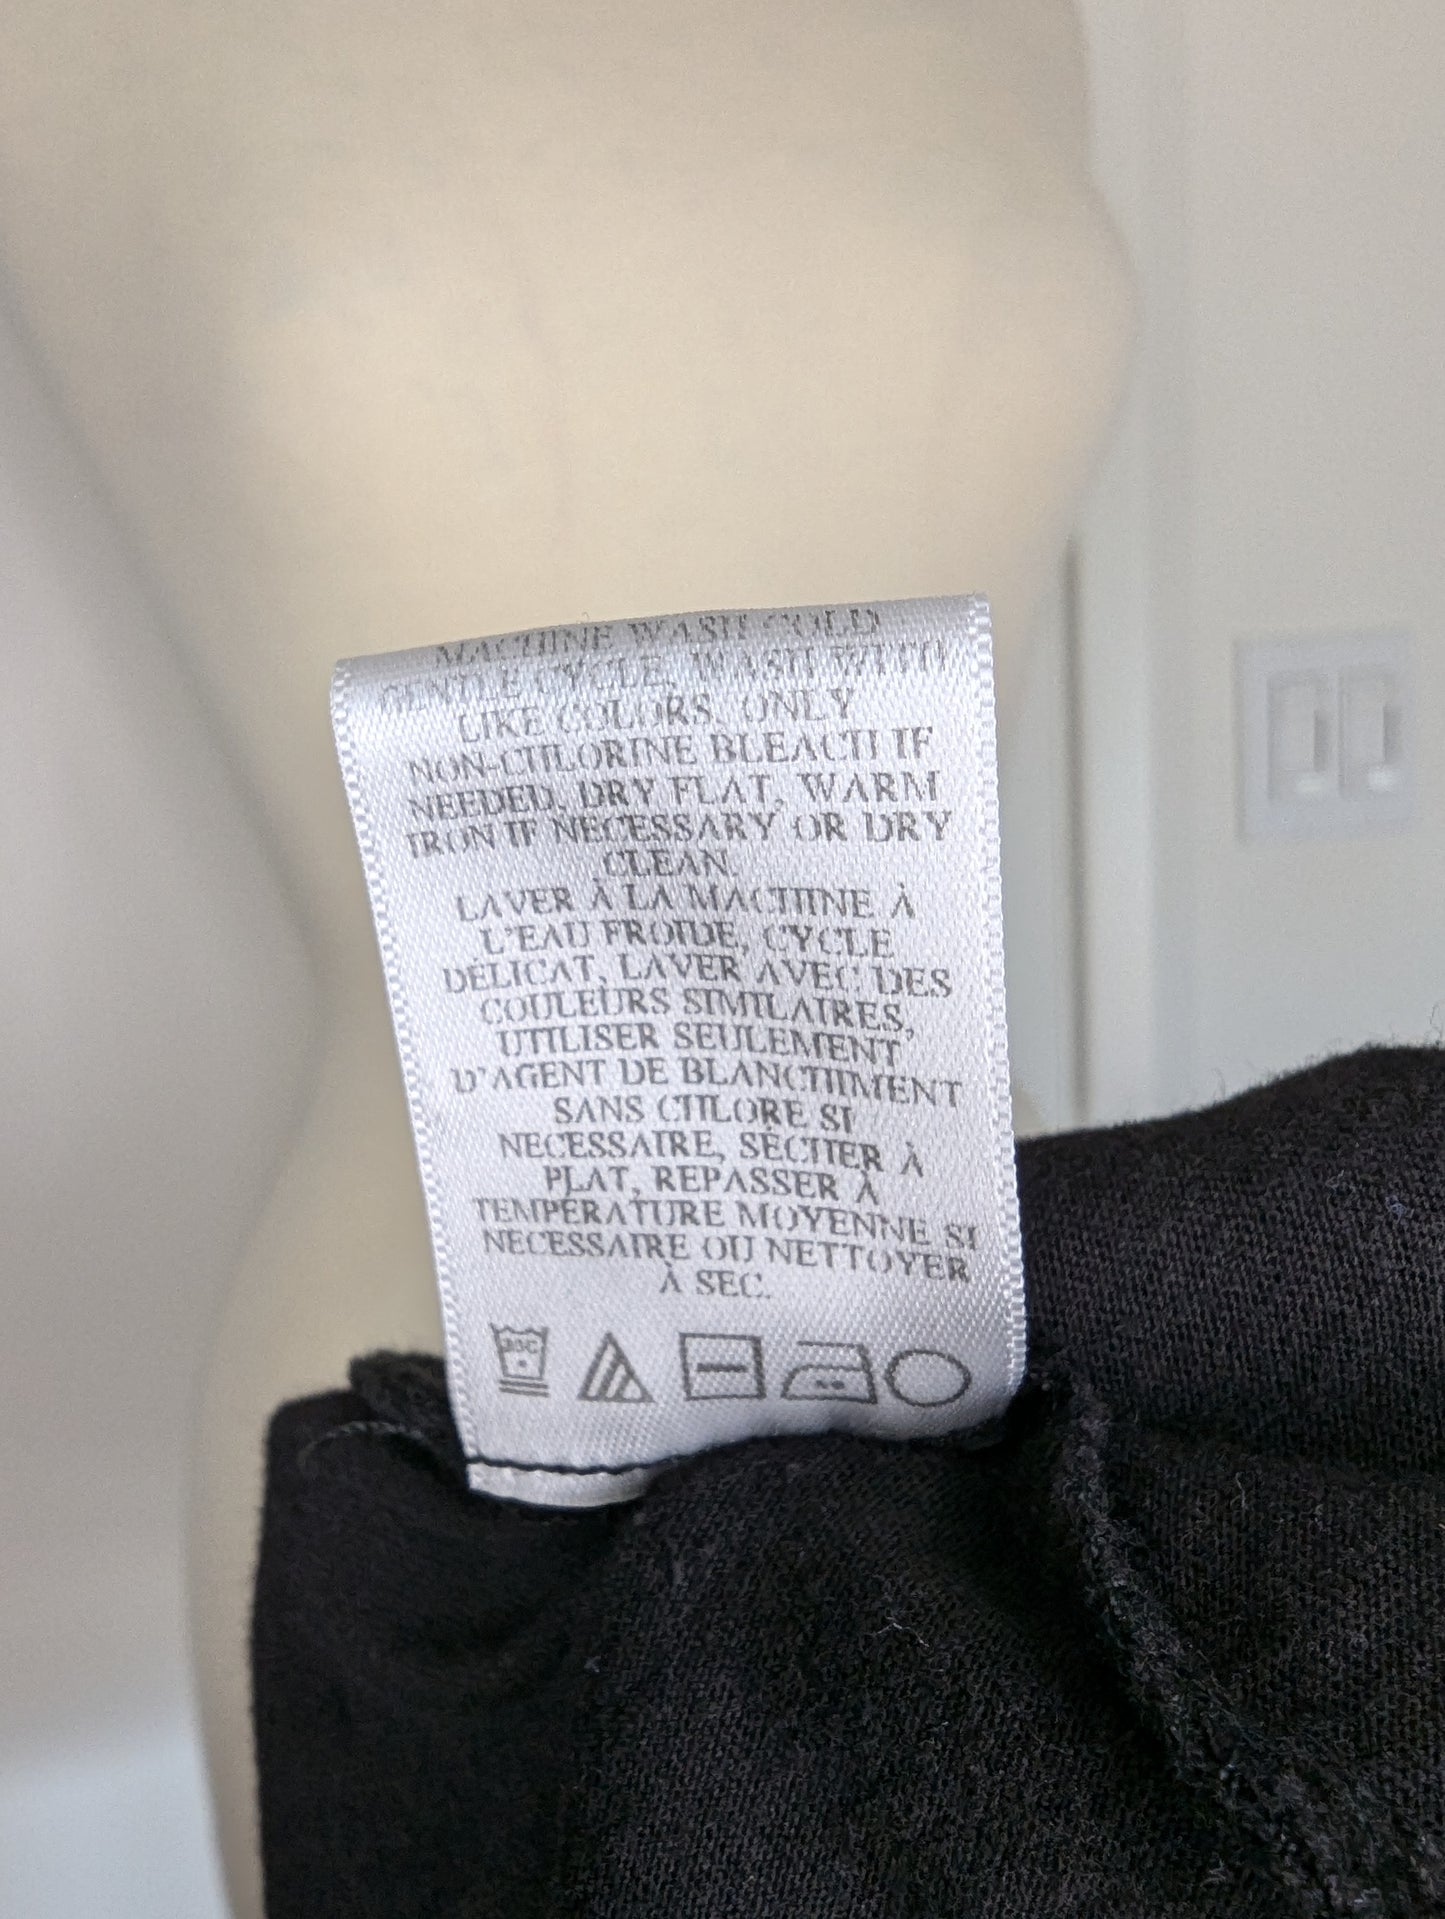 MACHINE WASH COLD
GENTLE CYCLE, WASH WITH
LIKE COLORS, ONLY
NON-CHLORINE BLEACH IF
NEEDED, DRY FLAT, WARM
IRON IF NECESSARY OR DRY
CLEAN.
LAVER À LA MACHINE À
L'EAU FROIDE, CYCLE
DÉLICAT, LAVER AVEC DES
COULEURS SIMILAIRES,
UTILISER SEULEMENT
D'AGENT DE BLANCHIMENT
SANS CHLORE SI
NECESSAIRE, SÉCHER À
PLAT, REPASSER À
TEMPÉRATURE MOYENNE SI
NECESSAIRE OU NETTOYER
À SEC.
30C